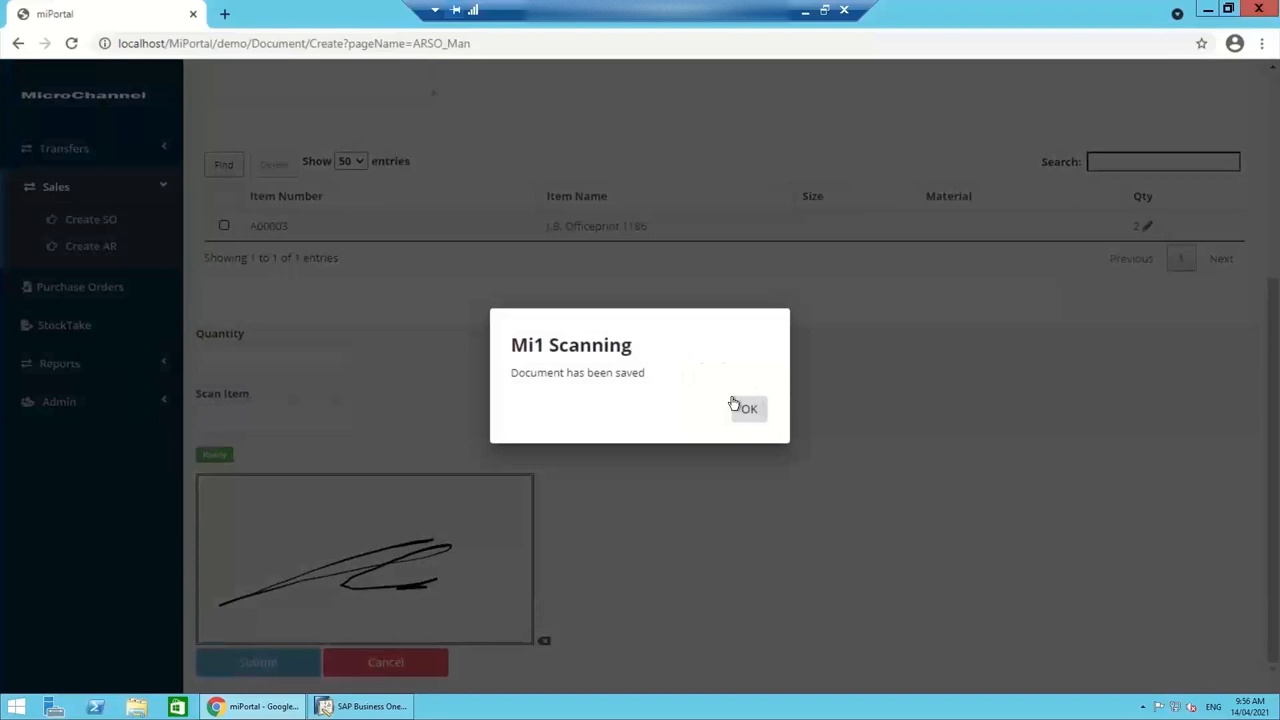 miPortal
localhost/MiPortal/demo/Document/Create?pageName=ARSO_Man
MicroChannel
Transfers
Sales
Create SO
Create AR
Purchase Orders
StockTake
Reports
Admin
Find Delete Show 50 entries Search:
Item Number Item Name Size Material Qty
A00003 J.B. Officeprint 1186 2
Showing 1 to 1 of 1 entries Previous 1 Next
Quantity
Scan Item
Ready
Mi1 Scanning
Document has been saved
OK
Submit Cancel
miPortal - Google... SAP Business One... ENG 9:56 AM
14/04/2021